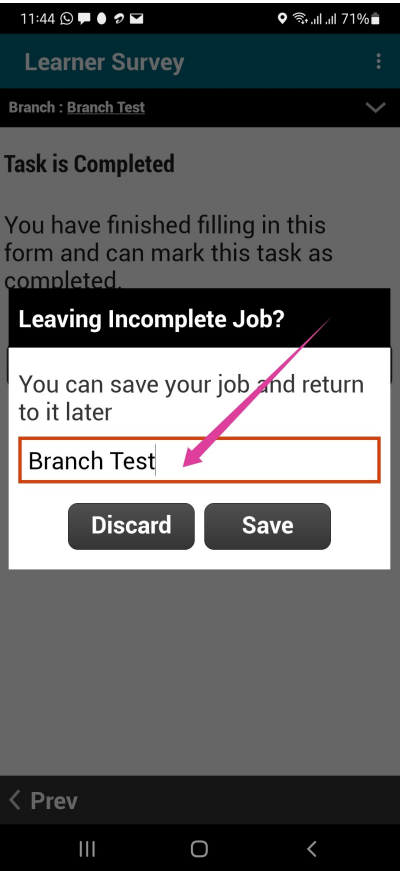 11:44 71%
Learner Survey
Branch : Branch Test
Task is Completed
You have finished filling in this
form and can mark this task as
completed.
Leaving Incomplete Job?
You can save your job and return
to it later
Branch Test
Discard Save
Prev